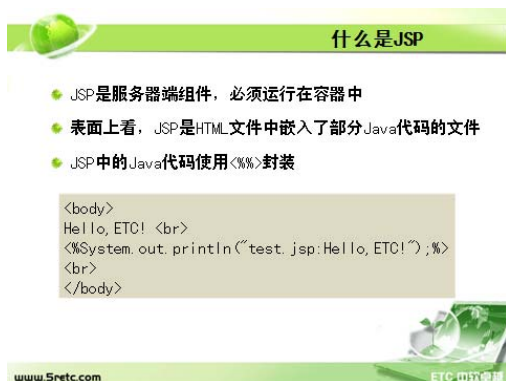 什么是JSP
JSP是服务器端组件，必须运行在容器中
表面上看，JSP是HTML文件中嵌入了部分Java代码的文件
JSP中的Java代码使用<%%>封装
<body>
Hello,ETC! <br>
<%System.out.println("test.jsp:Hello,ETC!");%>
<br>
</body>
www.5retc.com
ETC